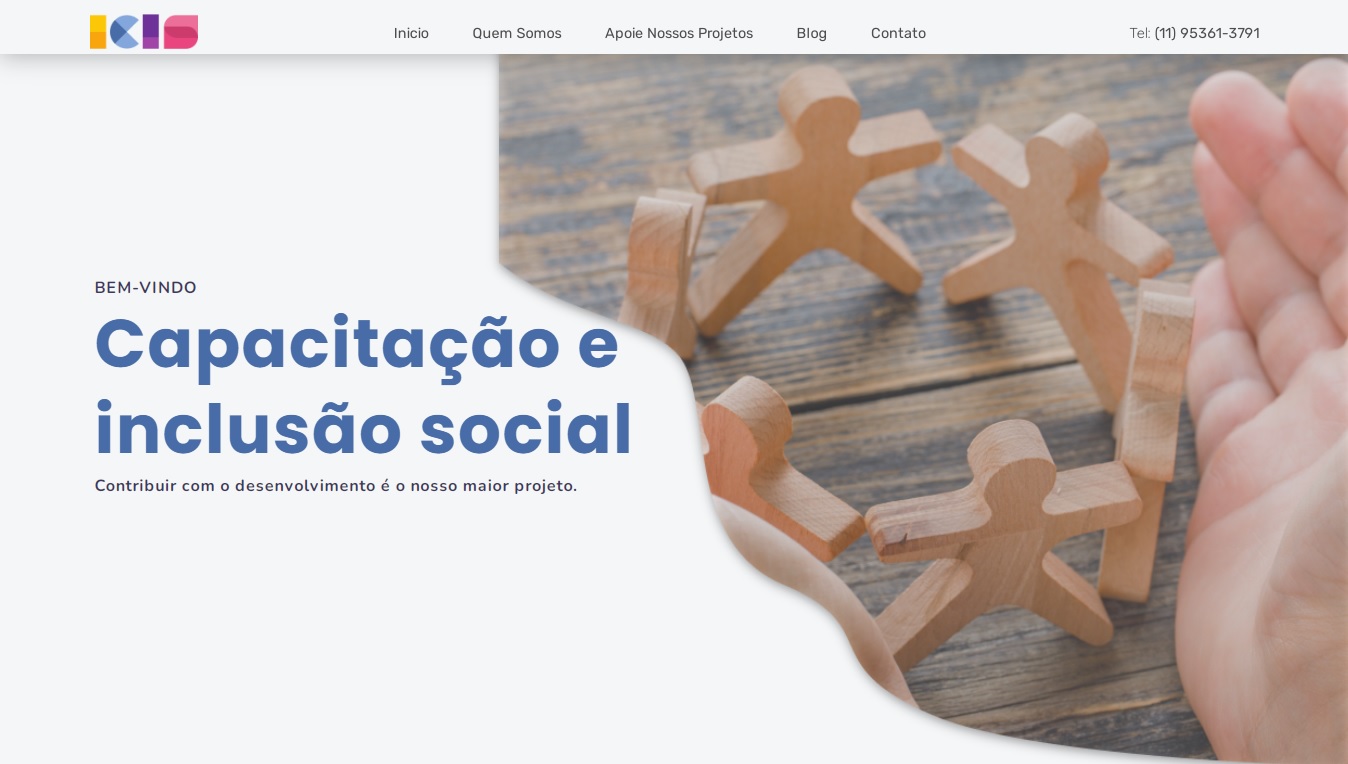 ICIS
Inicio
Quem Somos
Apoie Nossos Projetos
Blog
Contato
Tel: (11) 95361-3791
BEM-VINDO
Capacitação e
inclusão social
Contribuir com o desenvolvimento é o nosso maior projeto.